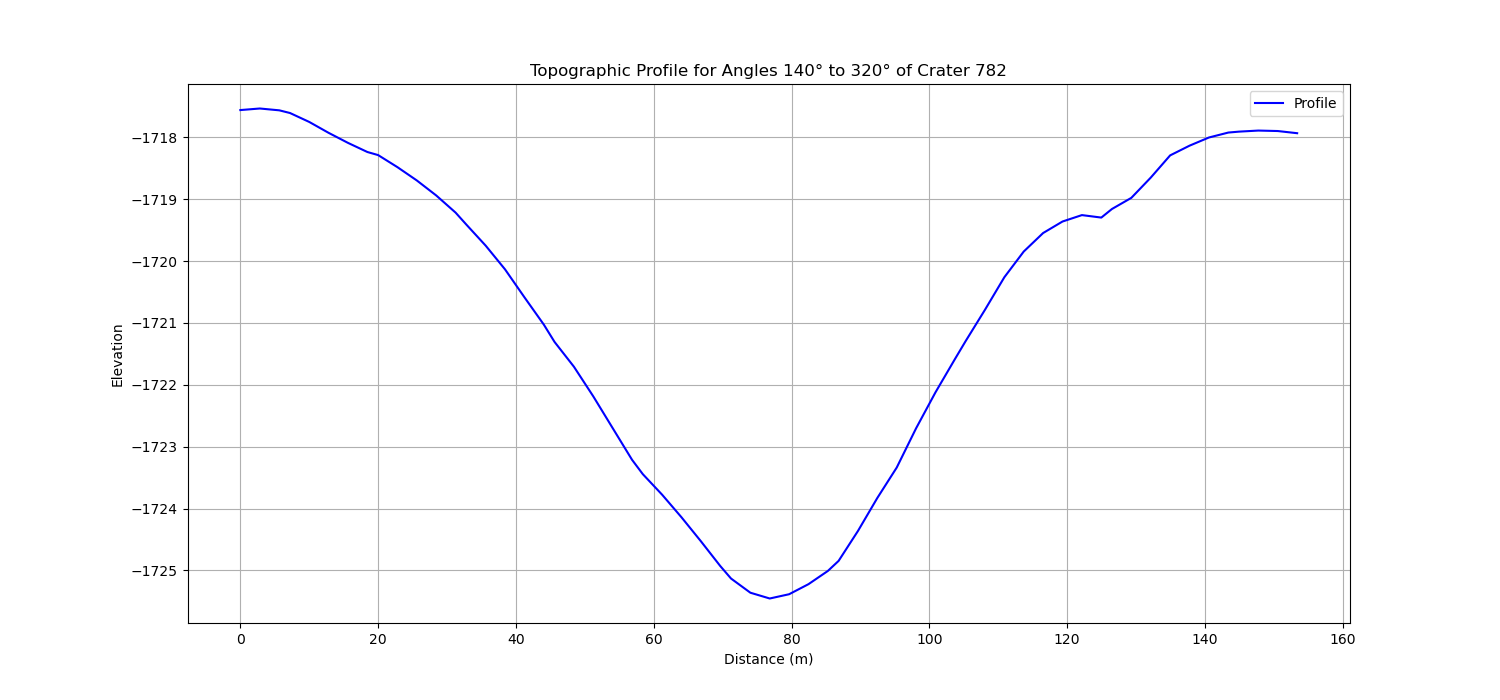 Topographic Profile for Angles 140° to 320° of Crater 782
Profile
−1718
−1719
−1720
−1721
−1722
−1723
−1724
−1725
Elevation
0 20 40 60 80 100 120 140 160
Distance (m)